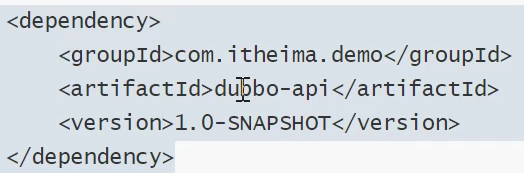 <dependency>
    <groupId>com.itheima.demo</groupId>
    <artifactId>dubbo-api</artifactId>
    <version>1.0-SNAPSHOT</version>
</dependency>